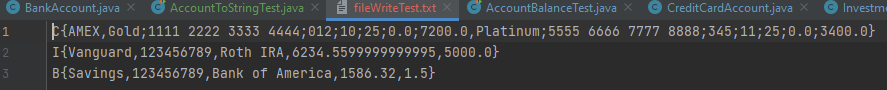 BankAccount.java AccountToStringTest.java fileWriteTest.txt AccountBalanceTest.java CreditCardAccount.java Investm
1 C{AMEX,Gold;1111 2222 3333 4444;012;10;25;0.0;7200.0,Platinum;5555 6666 7777 8888;345;11;25;0.0;3400.0}
2 I{Vanguard,123456789,Roth IRA,6234.5599999999995,5000.0}
3 B{Savings,123456789,Bank of America,1586.32,1.5}